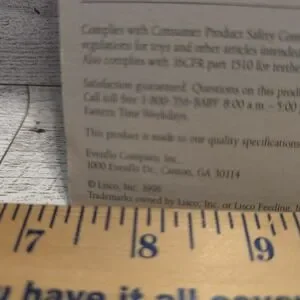 Complies with Consumer Product Safety
regulations for toys and other articles intended
Also complies with 16CFR part 1510 for
Satisfaction guaranteed. Questions on this
Call toll free 1-800- BABY 8:00 a.m. - 5:00
Eastern Time Weekdays.
This product is made to our quality specifications
Evenflo Company, Inc.
1000 Evenflo Dr., Canton, GA 30114
© Lisco, Inc.
Trademarks owned by Lisco, Inc. or Lisco Feeding,
7 8 9
have it all